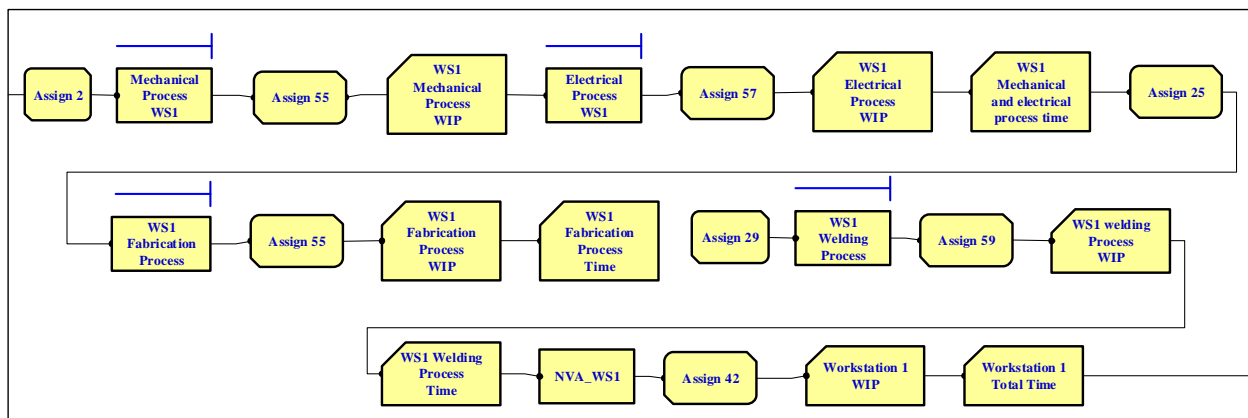 Assign 2
Mechanical
Process
WS1
Assign 55
WS1
Mechanical
Process
WIP
Electrical
Process
WS1
Assign 57
WS1
Electrical
Process
WIP
WS1
Mechanical
and electrical
process time
Assign 25
WS1
Fabrication
Process
Assign 55
WS1
Fabrication
Process
WIP
WS1
Fabrication
Process
Time
Assign 29
WS1
Welding
Process
Assign 59
WS1 welding
Process
WIP
WS1 Welding
Process
Time
NVA_WS1
Assign 42
Workstation 1
WIP
Workstation 1
Total Time